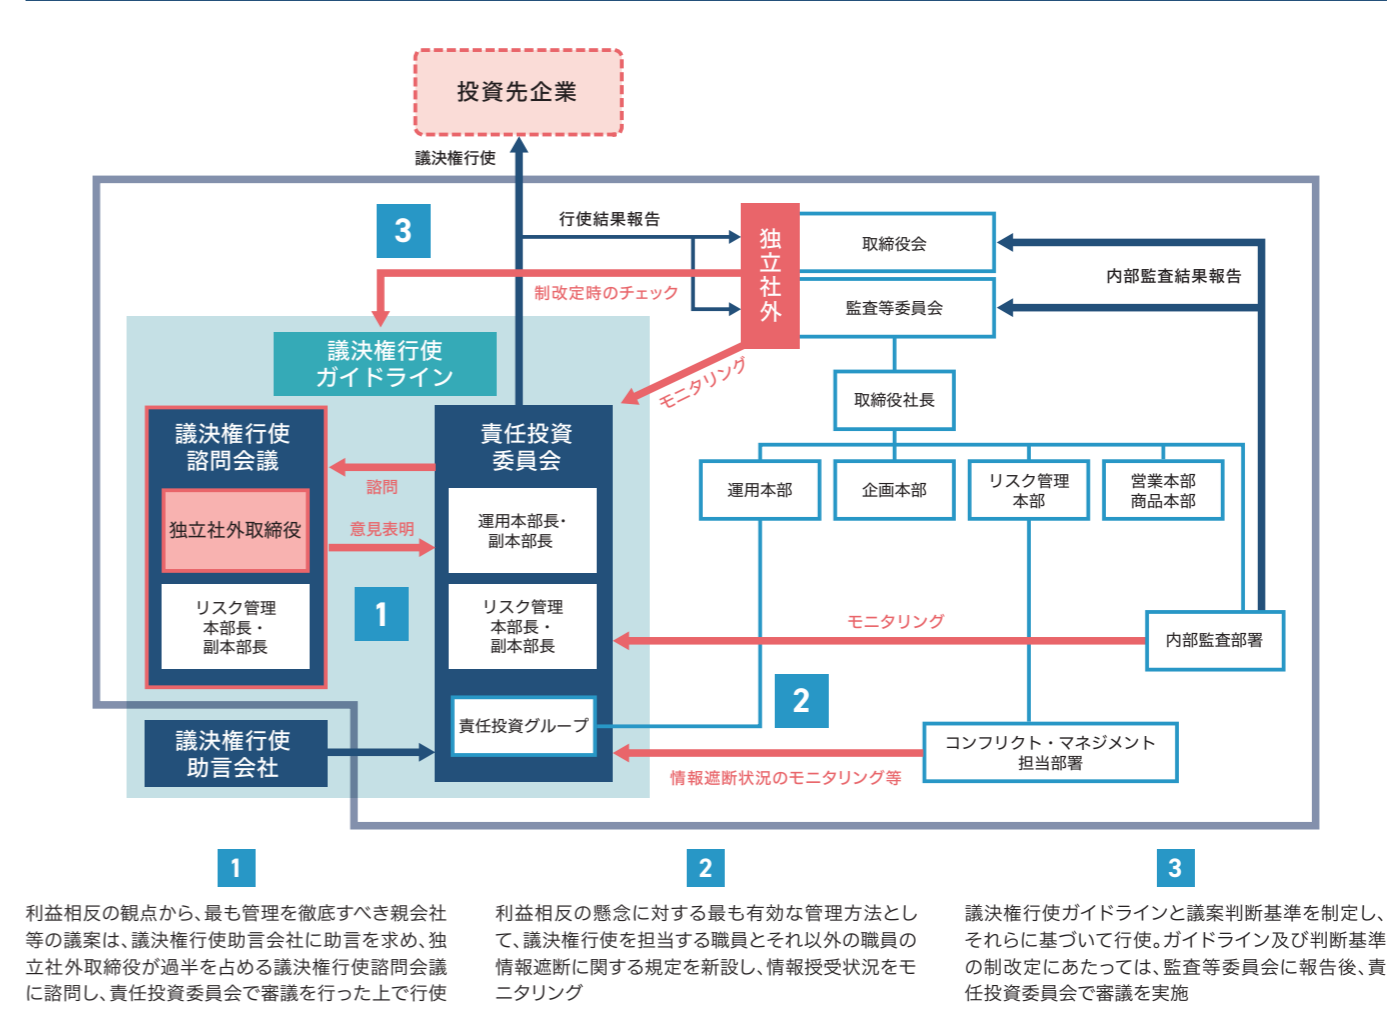 投資先企業
議決権行使
3
行使結果報告
独立社外
取締役会
監査等委員会
内部監査結果報告
制改定時のチェック
モニタリング
議決権行使
ガイドライン
取締役社長
議決権行使
諮問会議
独立社外取締役
リスク管理
本部長・
副本部長
諮問
意見表明
1
責任投資
委員会
運用本部長・
副本部長
リスク管理
本部長・
副本部長
責任投資グループ
運用本部
企画本部
リスク管理
本部
営業本部
商品本部
モニタリング
内部監査部署
2
議決権行使
助言会社
コンフリクト・マネジメント
担当部署
情報遮断状況のモニタリング等
1
利益相反の観点から、最も管理を徹底すべき親会社
等の議案は、議決権行使助言会社に助言を求め、独
立社外取締役が過半を占める議決権行使諮問会議
に諮問し、責任投資委員会で審議を行った上で行使
2
利益相反の懸念に対する最も有効な管理方法とし
て、議決権行使を担当する職員とそれ以外の職員の
情報遮断に関する規定を新設し、情報授受状況をモ
ニタリング
3
議決権行使ガイドラインと議案判断基準を制定し、
それらに基づいて行使。ガイドライン及び判断基準
の制改定にあたっては、監査等委員会に報告後、責
任投資委員会で審議を実施